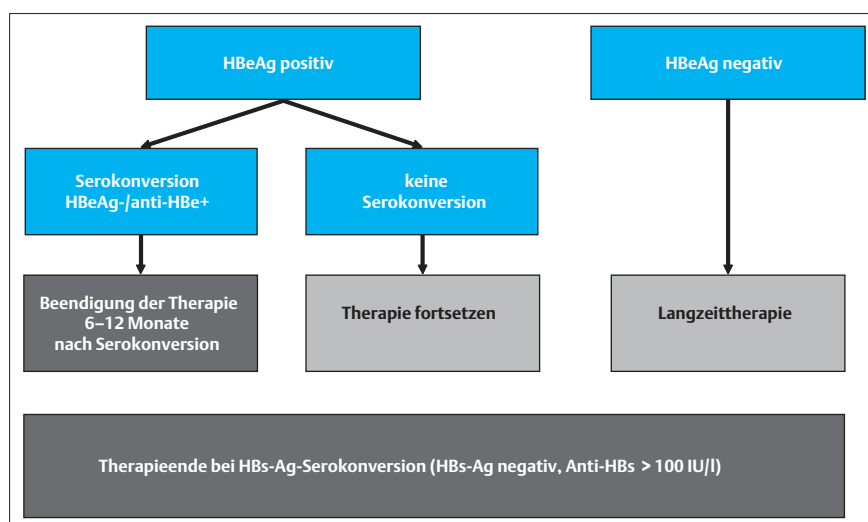 HBeAg positiv
HBeAg negativ
Serokonversion
HBeAg-/anti-HBe+
keine
Serokonversion
Beendigung der Therapie
6–12 Monate
nach Serokonversion
Therapie fortsetzen
Langzeittherapie
Therapieende bei HBs-Ag-Serokonversion (HBs-Ag negativ, Anti-HBs > 100 IU/l)